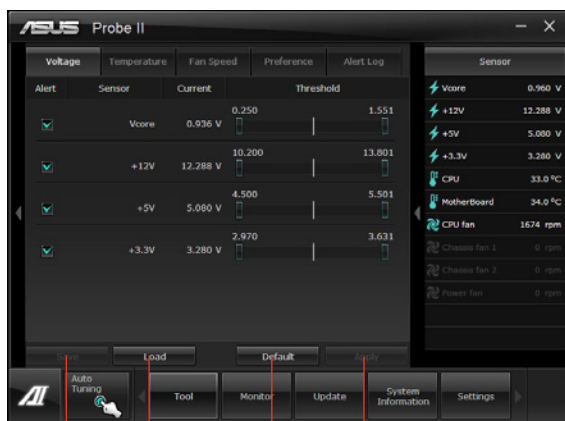 ASUS Probe II
Voltage Temperature Fan Speed Preference Alert Log
Alert Sensor Current Threshold
0.250 1.551
Vcore 0.936 V
10.200 13.801
+12V 12.288 V
4.500 5.501
+5V 5.080 V
2.970 3.631
+3.3V 3.280 V
Save Load Default Apply
Sensor
Vcore 0.960 V
+12V 12.288 V
+5V 5.080 V
+3.3V 3.280 V
CPU 33.0 ºC
MotherBoard 34.0 ºC
CPU fan 1674 rpm
Chassis fan 1 0 rpm
Chassis fan 2 0 rpm
Power fan 0 rpm
Auto
Tuning
Tool Monitor Update System
Information Settings